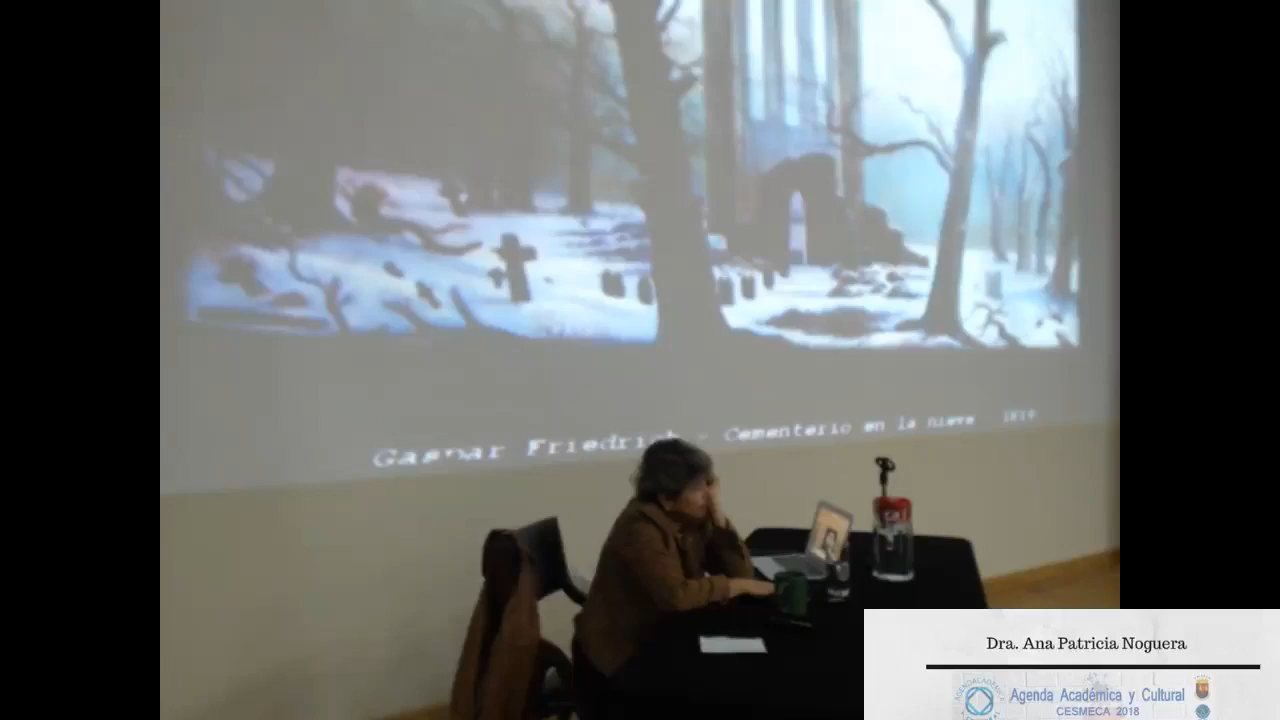 Gaspar Friedrich - Cementerio en la nieve 1819
Dra. Ana Patricia Noguera
Agenda Académica y Cultural
CESMECA 2018